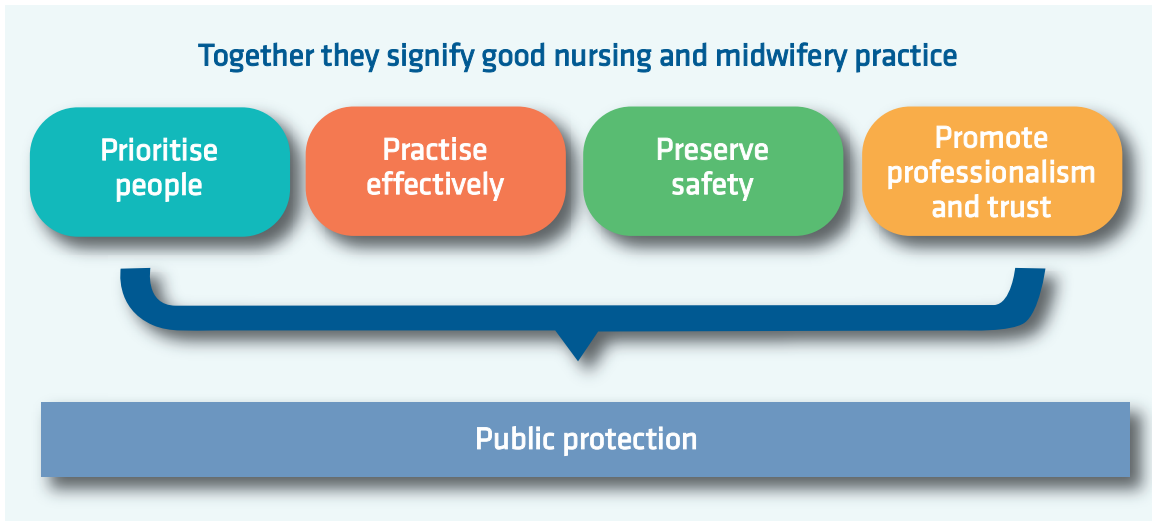 Together they signify good nursing and midwifery practice
Prioritise
people
Practise
effectively
Preserve
safety
Promote
professionalism
and trust
Public protection